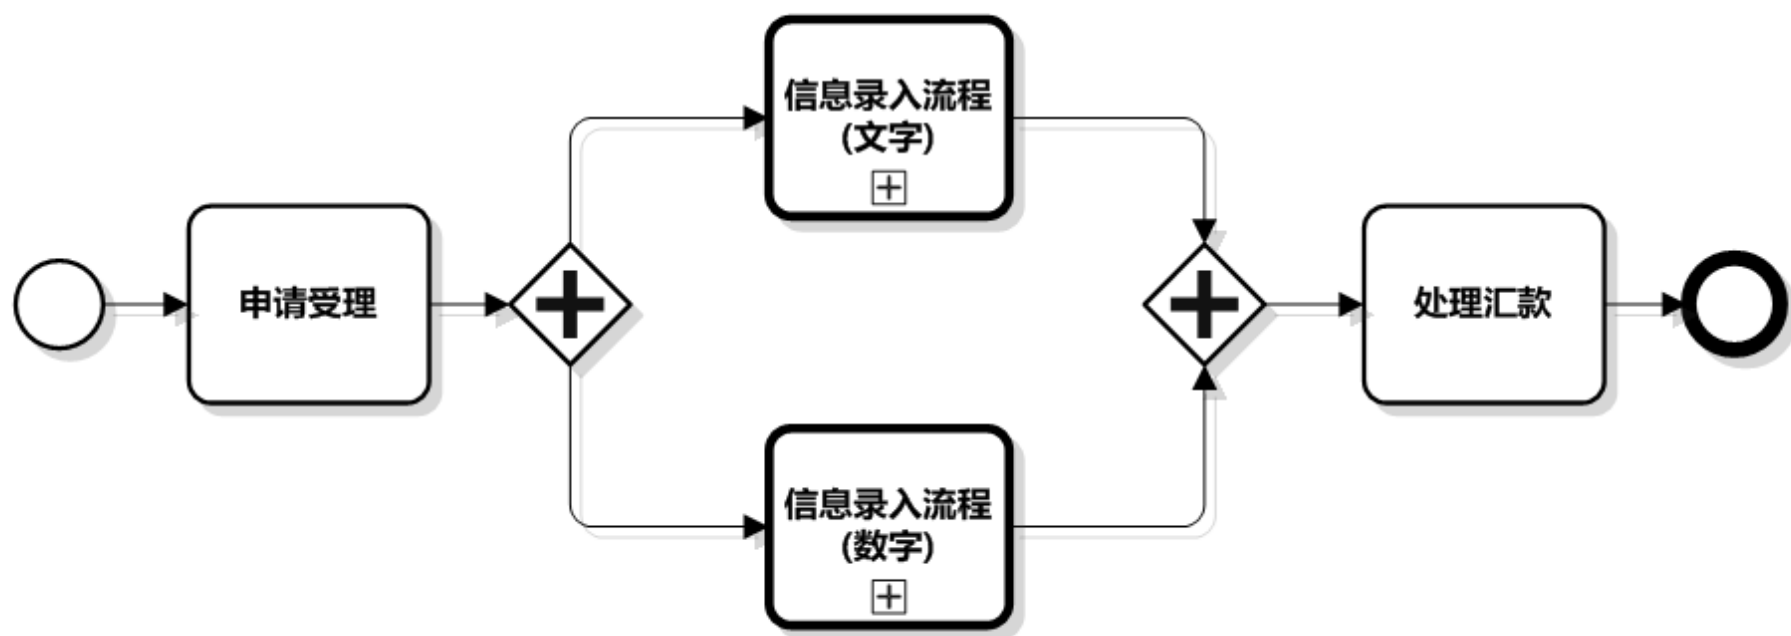 申请受理
信息录入流程
(文字)
信息录入流程
(数字)
处理汇款